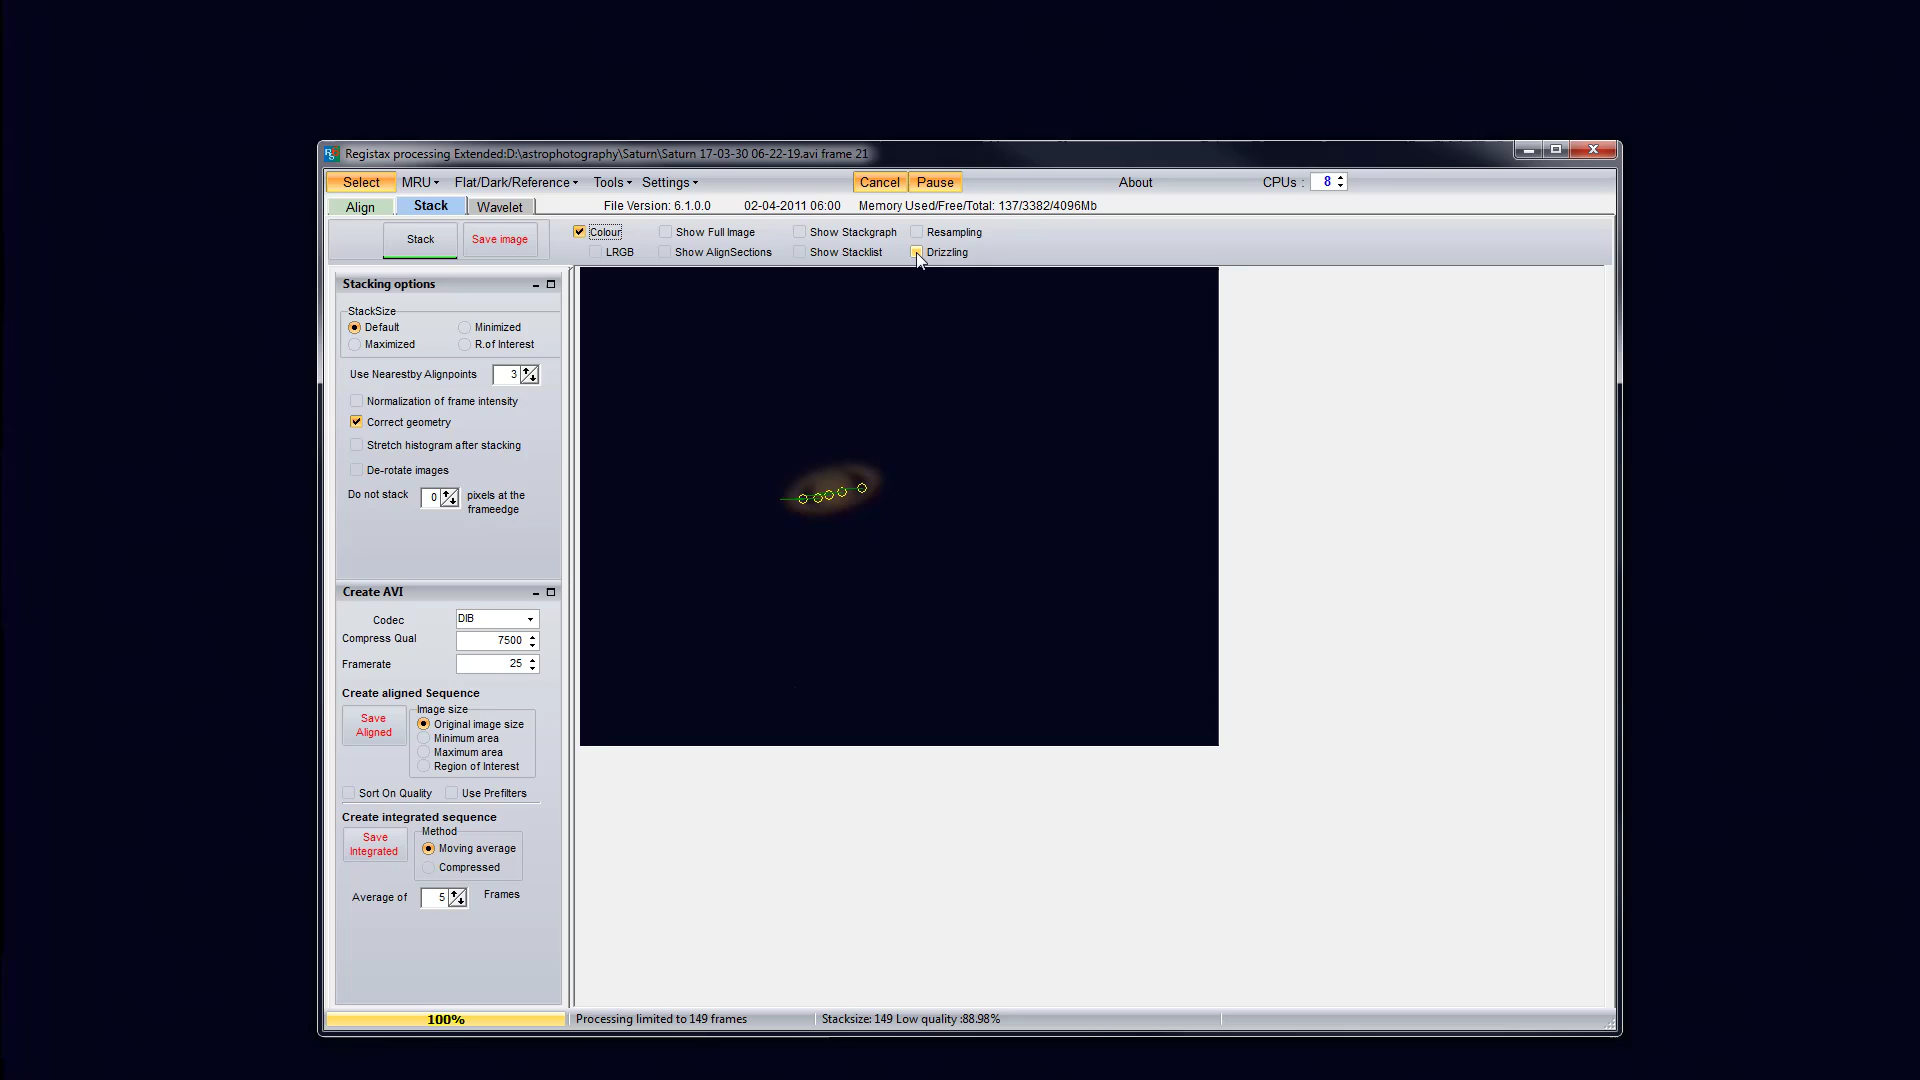 Registax processing Extended:D:\astrophotography\Saturn\Saturn 17-03-30 06-22-19.avi frame 21
Select MRU Flat/Dark/Reference Tools Settings Cancel Pause About CPUs : 8
Align Stack Wavelet File Version: 6.1.0.0 02-04-2011 06:00 Memory Used/Free/Total: 137/3382/4096Mb
Stack Save image
Colour Show Full Image Show Stackgraph Resampling
LRGB Show AlignSections Show Stacklist Drizzling
Stacking options
StackSize
Default Minimized
Maximized R.of Interest
Use Nearestby Alignpoints 3
Normalization of frame intensity
Correct geometry
Stretch histogram after stacking
De-rotate images
Do not stack 0 pixels at the
frameedge
Create AVI
Codec DIB
Compress Qual 7500
Framerate 25
Create aligned Sequence
Save
Aligned
Image size
Original image size
Minimum area
Maximum area
Region of Interest
Sort On Quality Use Prefilters
Create integrated sequence
Save
Integrated
Method
Moving average
Compressed
Average of 5 Frames
100% Processing limited to 149 frames Stacksize: 149 Low quality :88.98%